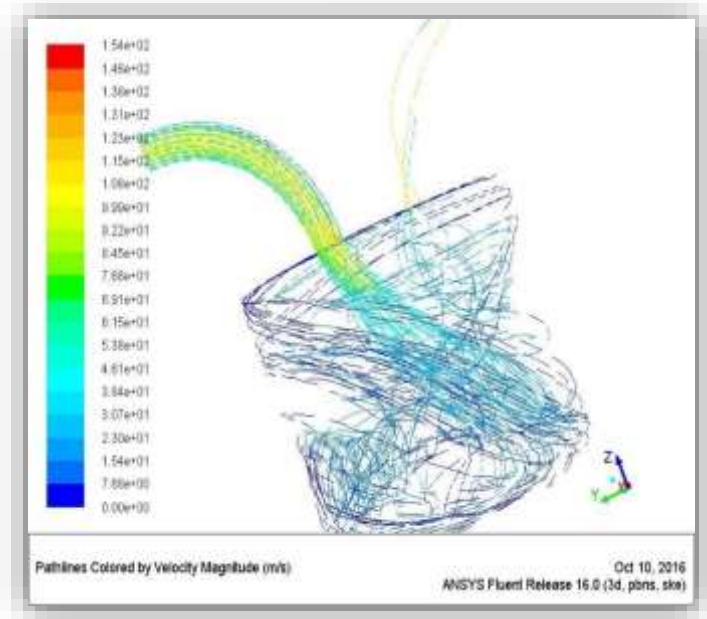 1.54e+02
1.46e+02
1.38e+02
1.31e+02
1.23e+02
1.15e+02
1.08e+02
9.99e+01
9.22e+01
8.45e+01
7.68e+01
6.91e+01
6.15e+01
5.38e+01
4.61e+01
3.84e+01
3.07e+01
2.30e+01
1.54e+01
7.68e+00
0.00e+00
Z
Y
Pathlines Colored by Velocity Magnitude (m/s)
Oct 10, 2016
ANSYS Fluent Release 16.0 (3d, pbns, ske)